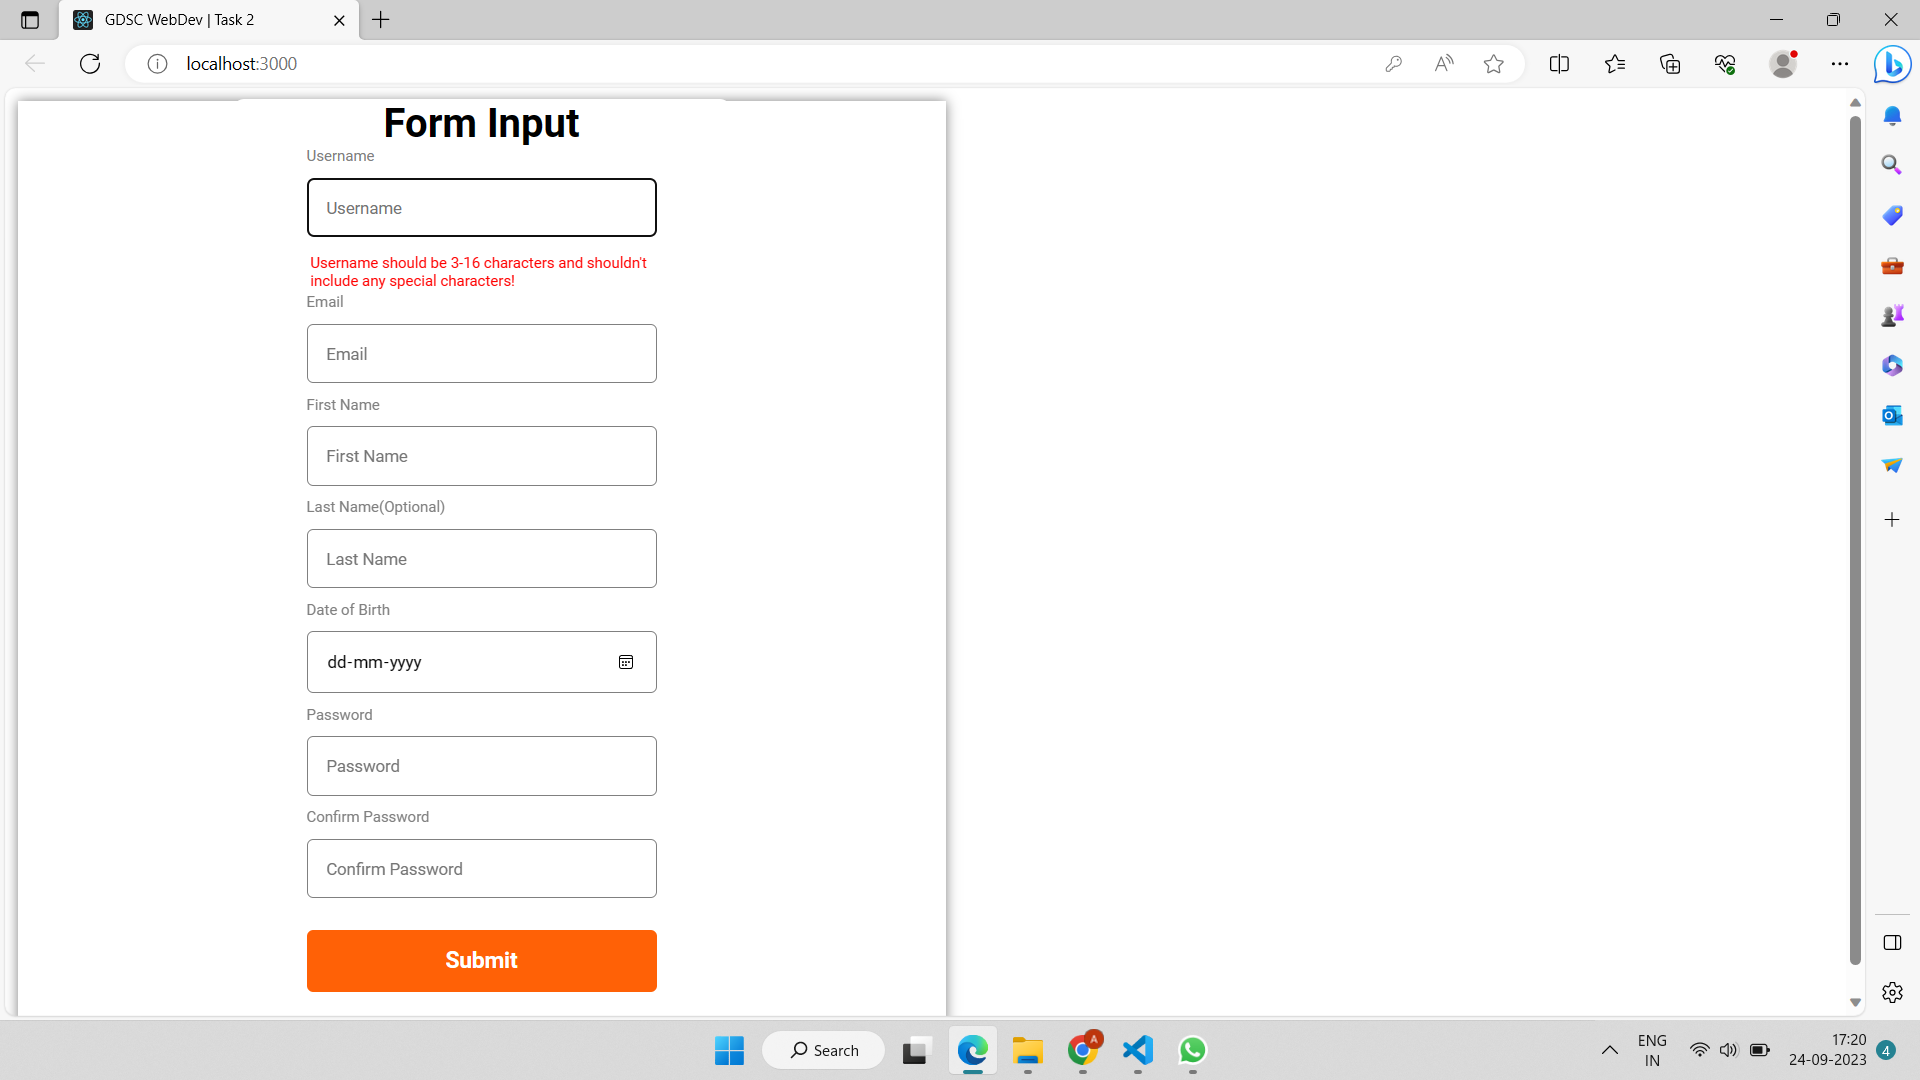 GDSC WebDev | Task 2
localhost:3000
Form Input
Username
Username
Username should be 3-16 characters and shouldn't
include any special characters!
Email
Email
First Name
First Name
Last Name(Optional)
Last Name
Date of Birth
dd-mm-yyyy
Password
Password
Confirm Password
Confirm Password
Submit
Search
A
ENG
IN
17:20
24-09-2023
4